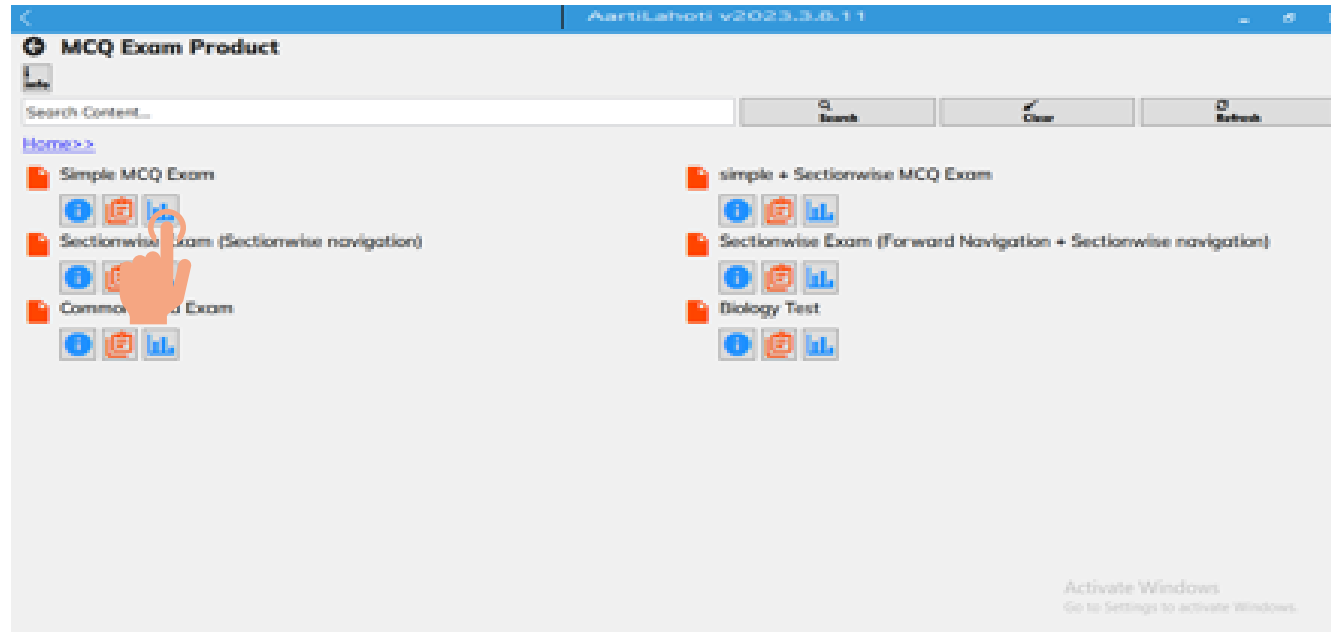 AartiLahoti v2023.3.8.11
MCQ Exam Product
info
Search Content...
Search
Clear
Refresh
Home>>
Simple MCQ Exam
simple + Sectionwise MCQ Exam
Sectionwise Exam (Sectionwise navigation)
Sectionwise Exam (Forward Navigation + Sectionwise navigation)
Common Exam
Biology Test
Activate Windows
Go to Settings to activate Windows.